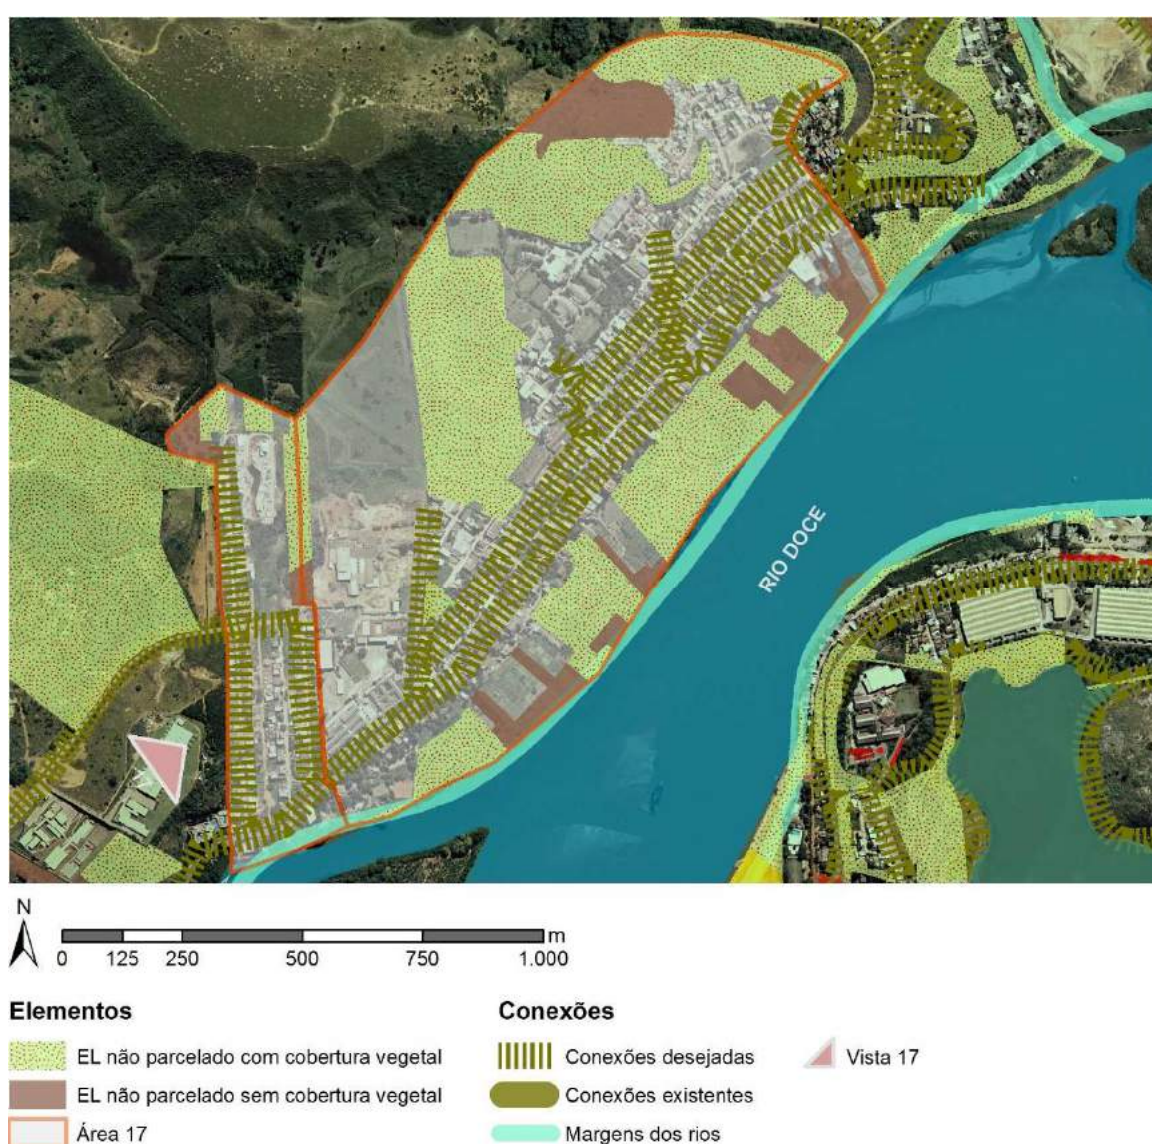 RIO DOCE
N
m
0 125 250 500 750 1.000
Elementos
EL não parcelado com cobertura vegetal
EL não parcelado sem cobertura vegetal
Área 17
Conexões
Conexões desejadas
Conexões existentes
Margens dos rios
Vista 17